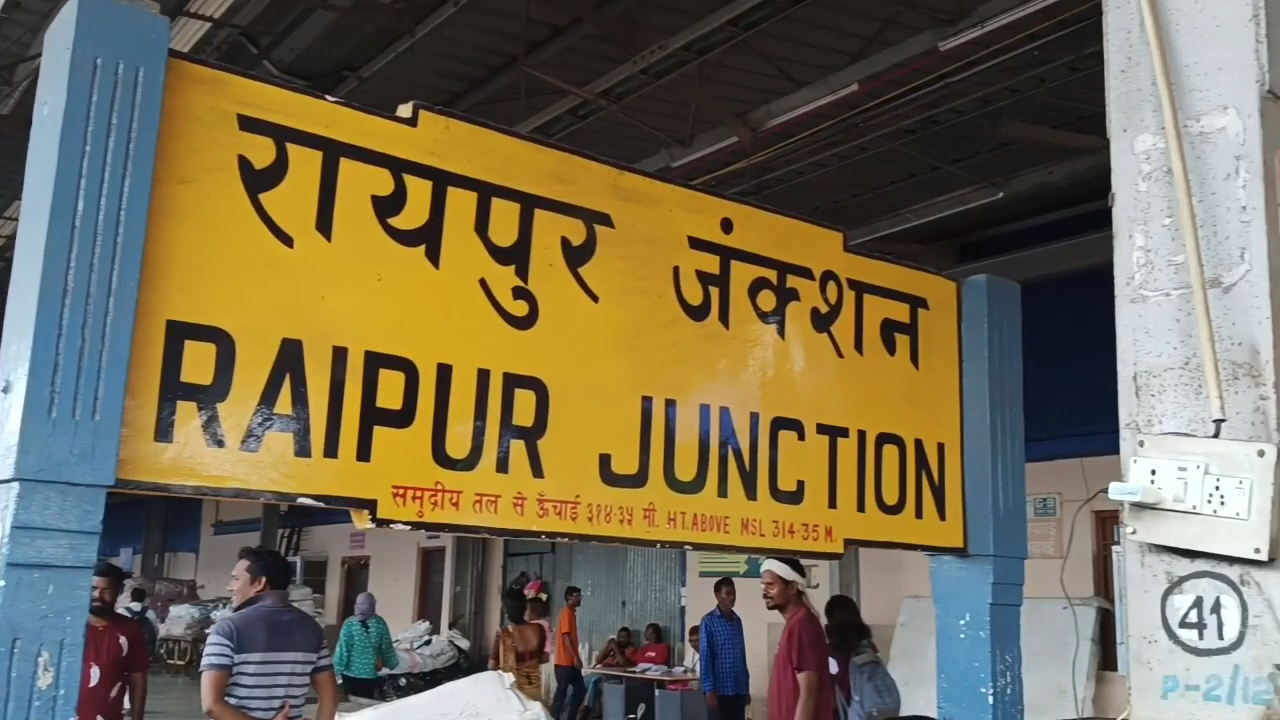 रायपुर जंक्शन
RAIPUR JUNCTION
समुद्रीय तल से ऊँचाई ३१४·३५ मी. HT.ABOVE MSL 314-35 M.
41
P-2/12